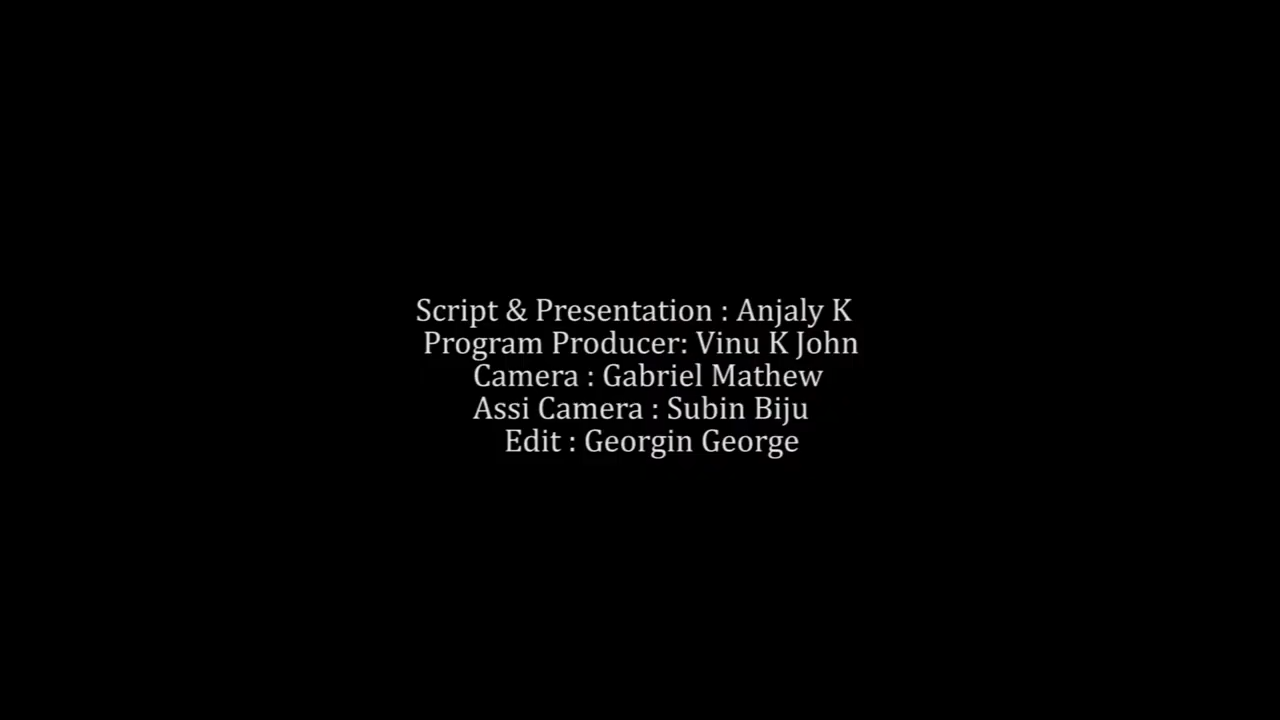 Script & Presentation : Anjaly K
Program Producer: Vinu K John
Camera : Gabriel Mathew
Assi Camera : Subin Biju
Edit : Georgin George